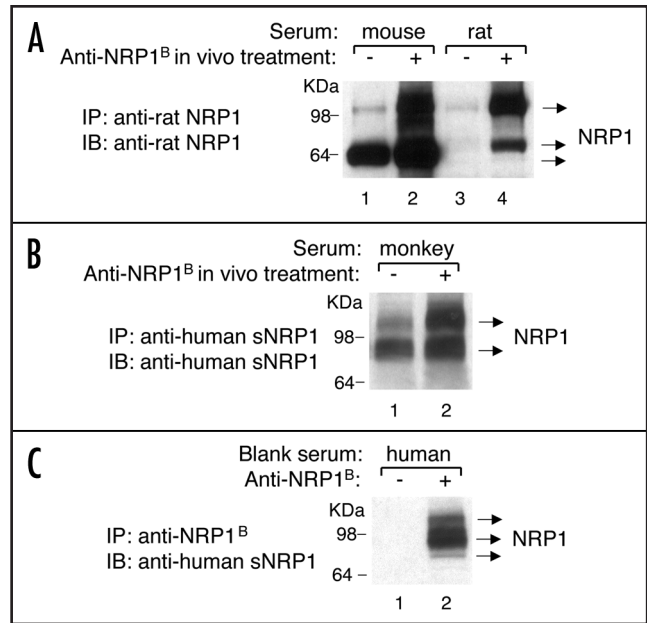 A
Serum: mouse rat
Anti-NRP1B in vivo treatment: - + - +
KDa
98–
IP: anti-rat NRP1
IB: anti-rat NRP1
64–
NRP1
1 2 3 4
B
Serum: monkey
Anti-NRP1B in vivo treatment: - +
KDa
98–
IP: anti-human sNRP1
IB: anti-human sNRP1
64–
NRP1
1 2
C
Blank serum: human
Anti-NRP1B: - +
KDa
98–
IP: anti-NRP1B
IB: anti-human sNRP1
64–
NRP1
1 2